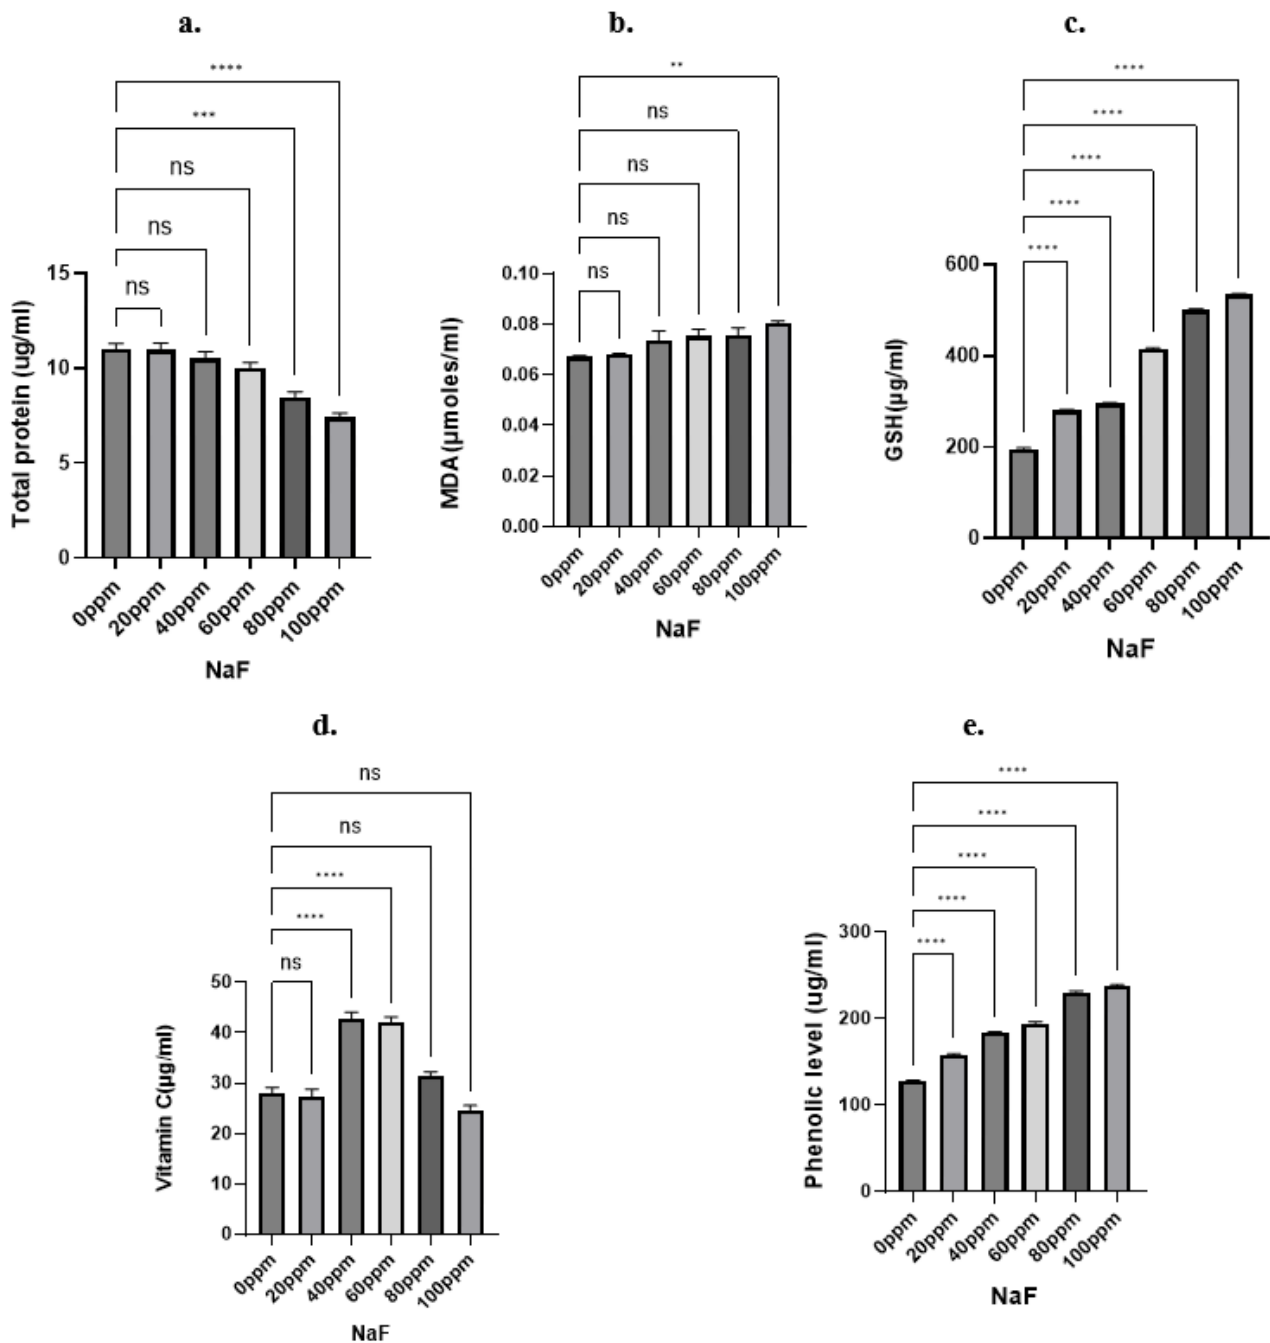 a.
****
***
ns
ns
ns
Total protein (ug/ml)
15
10
5
0
0ppm
20ppm
40ppm
60ppm
80ppm
100ppm
NaF
b.
**
ns
ns
ns
ns
MDA(µmoles/ml)
0.10
0.08
0.06
0.04
0.02
0.00
0ppm
20ppm
40ppm
60ppm
80ppm
100ppm
NaF
c.
****
****
****
****
****
GSH(µg/ml)
600
400
200
0
0ppm
20ppm
40ppm
60ppm
80ppm
100ppm
NaF
d.
ns
ns
****
****
ns
Vitamin C(µg/ml)
50
40
30
20
10
0
0ppm
20ppm
40ppm
60ppm
80ppm
100ppm
NaF
e.
****
****
****
****
****
Phenolic level (ug/ml)
300
200
100
0
0ppm
20ppm
40ppm
60ppm
80ppm
100ppm
NaF